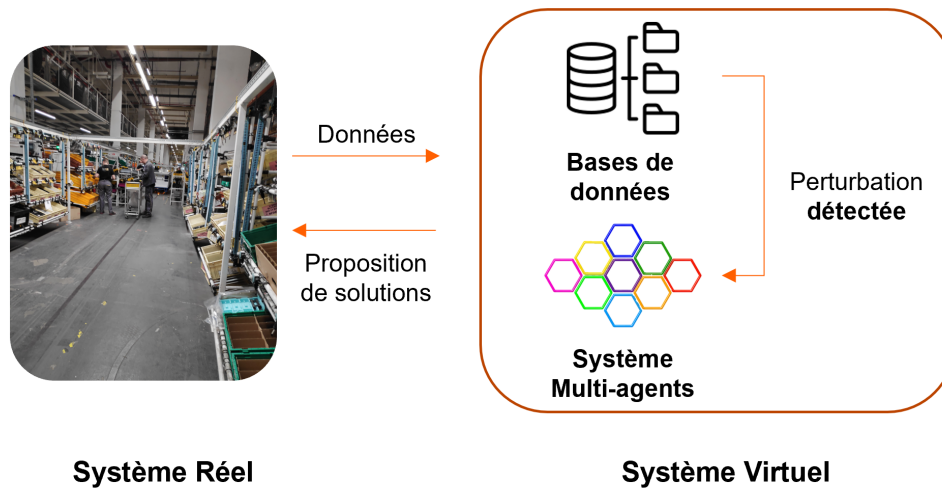 Données
Proposition
de solutions
Bases de
données
Perturbation
détectée
Système
Multi-agents
Système Réel
Système Virtuel